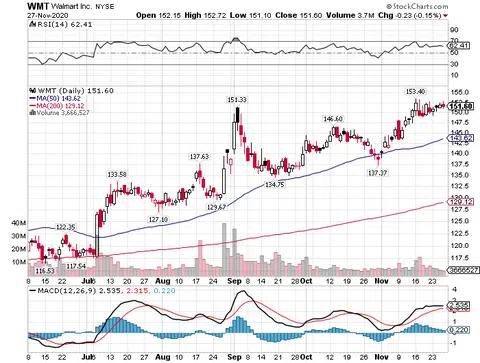 WMT Walmart Inc. NYSE © StockCharts.com
27-Nov-2020 Open 152.15 High 152.72 Low 151.10 Close 151.60 Volume 3.7M Chg -0.23 (-0.15%)
RSI(14) 62.41
90
70
62.41
50
30
10
WMT (Daily) 151.60
MA(50) 143.62
MA(200) 129.12
Volume 3,666,527
151.33
153.40
146.60
137.63
133.58
137.37
134.75
129.67
127.10
122.35
117.54
116.53
155.0
151.60
150.0
147.5
145.0
143.62
140.0
137.5
135.0
132.5
129.12
127.5
125.0
122.5
120.0
117.5
115.0
3666527
40M
30M
20M
10M
8 15 22 Jul6 13 20 27 Aug 10 17 24 Sep 8 14 21 28 Oct 12 19 26 Nov 9 16 23
MACD(12,26,9) 2.535, 2.315, 0.220
4
2.535
0.220
-2
8 15 22 Jul6 13 20 27 Aug 10 17 24 Sep 8 14 21 28 Oct 12 19 26 Nov 9 16 23